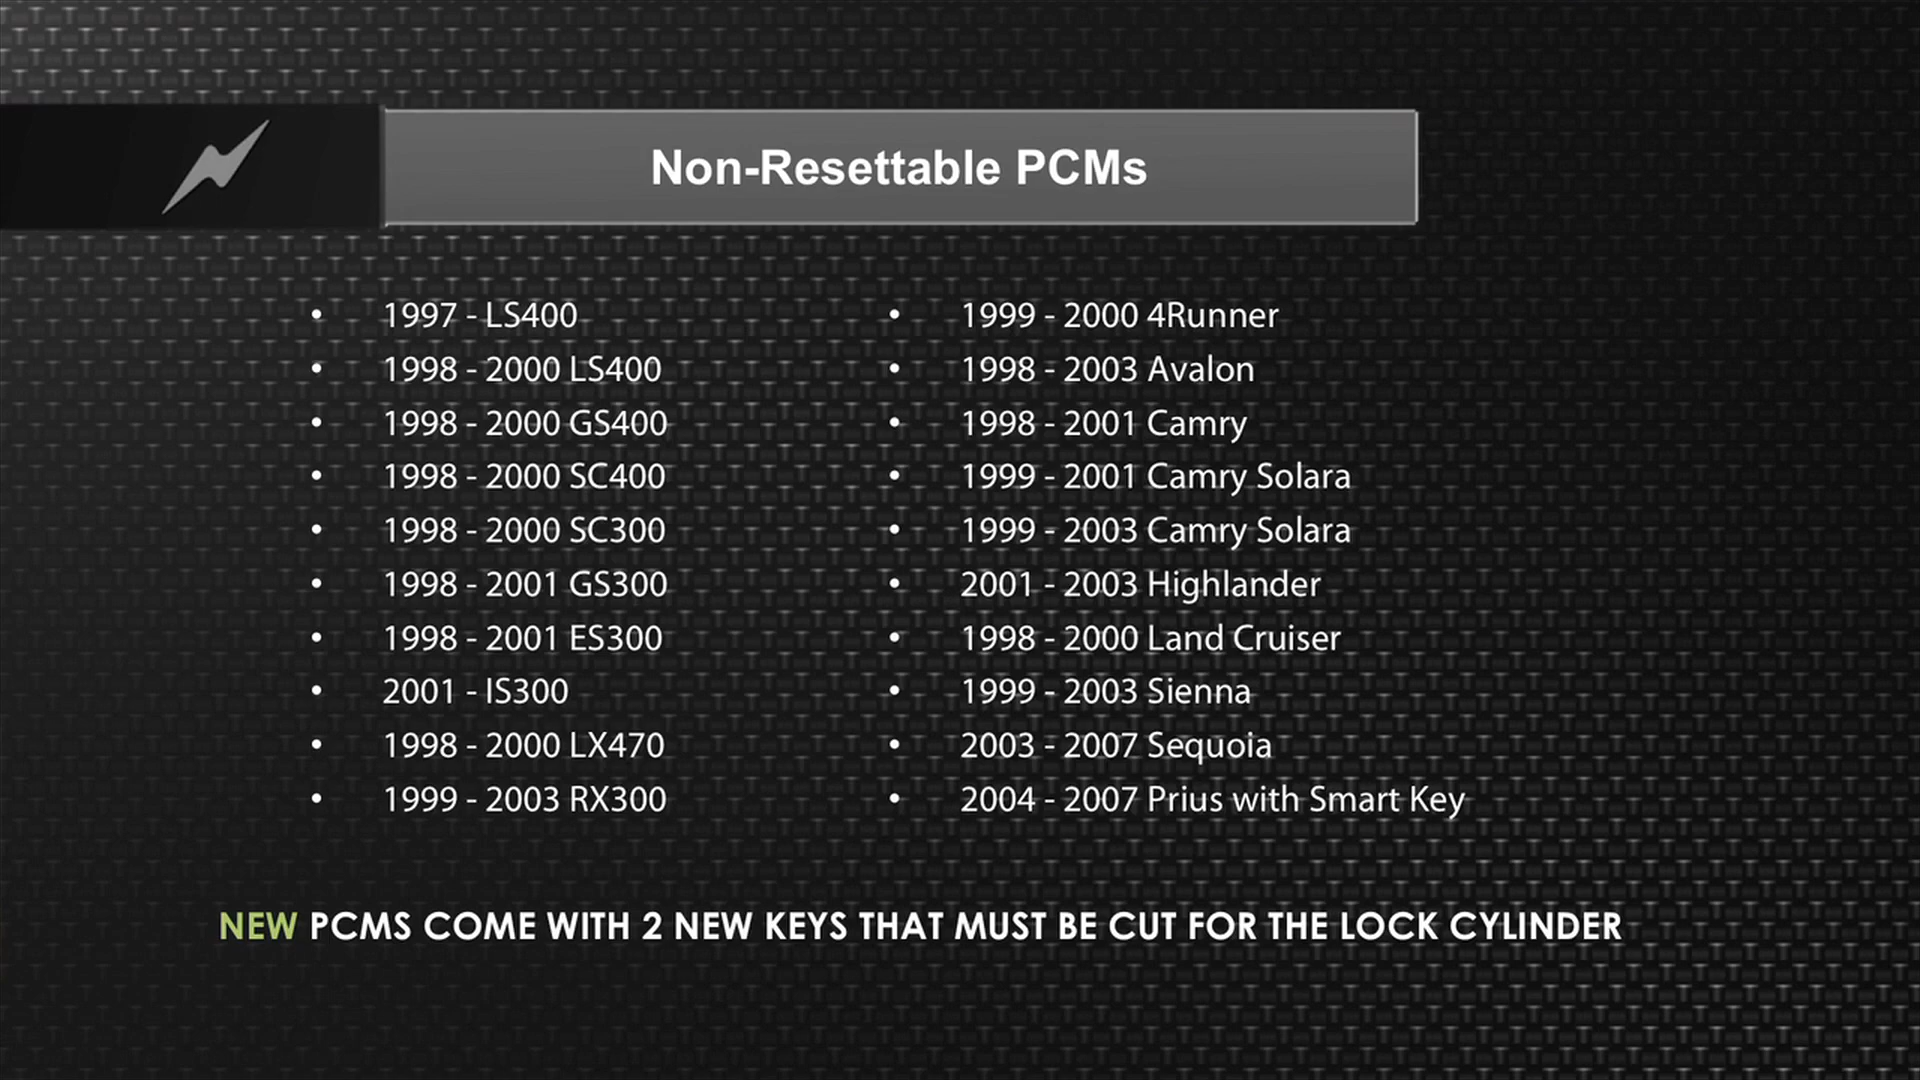 Non-Resettable PCMs
• 1997 - LS400
• 1998 - 2000 LS400
• 1998 - 2000 GS400
• 1998 - 2000 SC400
• 1998 - 2000 SC300
• 1998 - 2001 GS300
• 1998 - 2001 ES300
• 2001 - IS300
• 1998 - 2000 LX470
• 1999 - 2003 RX300
• 1999 - 2000 4Runner
• 1998 - 2003 Avalon
• 1998 - 2001 Camry
• 1999 - 2001 Camry Solara
• 1999 - 2003 Camry Solara
• 2001 - 2003 Highlander
• 1998 - 2000 Land Cruiser
• 1999 - 2003 Sienna
• 2003 - 2007 Sequoia
• 2004 - 2007 Prius with Smart Key
NEW PCMS COME WITH 2 NEW KEYS THAT MUST BE CUT FOR THE LOCK CYLINDER